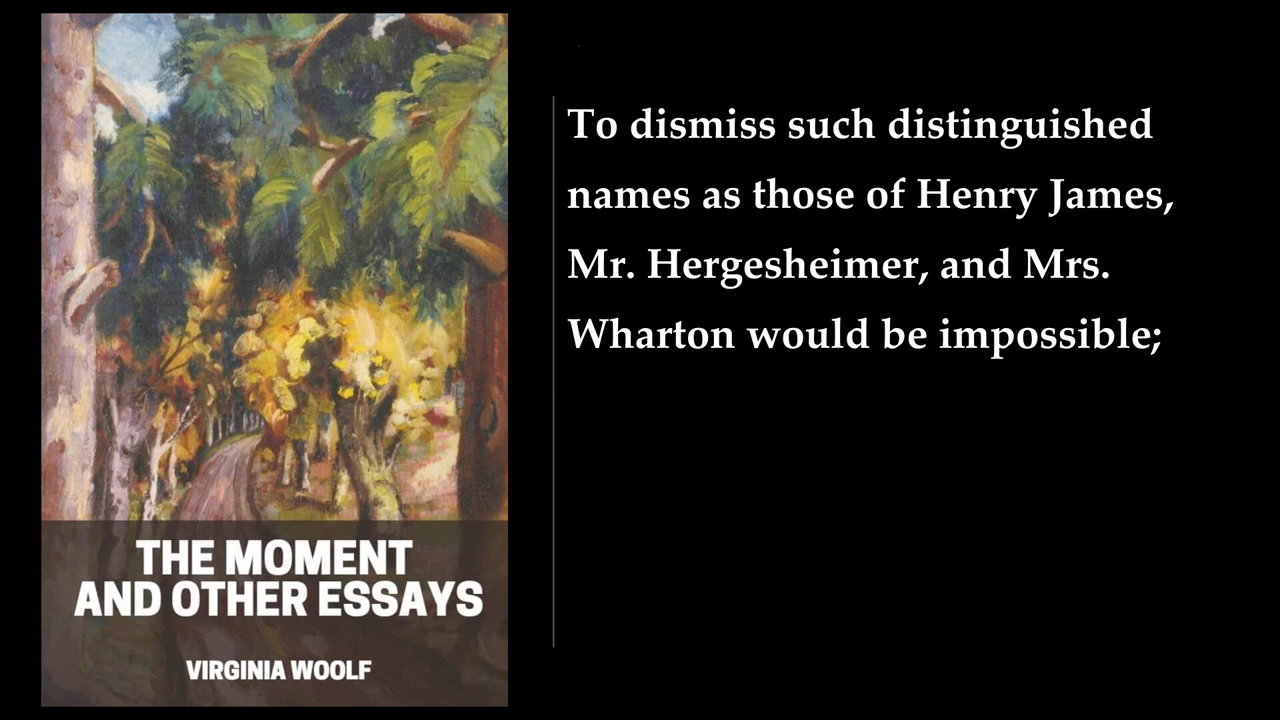 To dismiss such distinguished
names as those of Henry James,
Mr. Hergesheimer, and Mrs.
Wharton would be impossible;
THE MOMENT
AND OTHER ESSAYS
VIRGINIA WOOLF